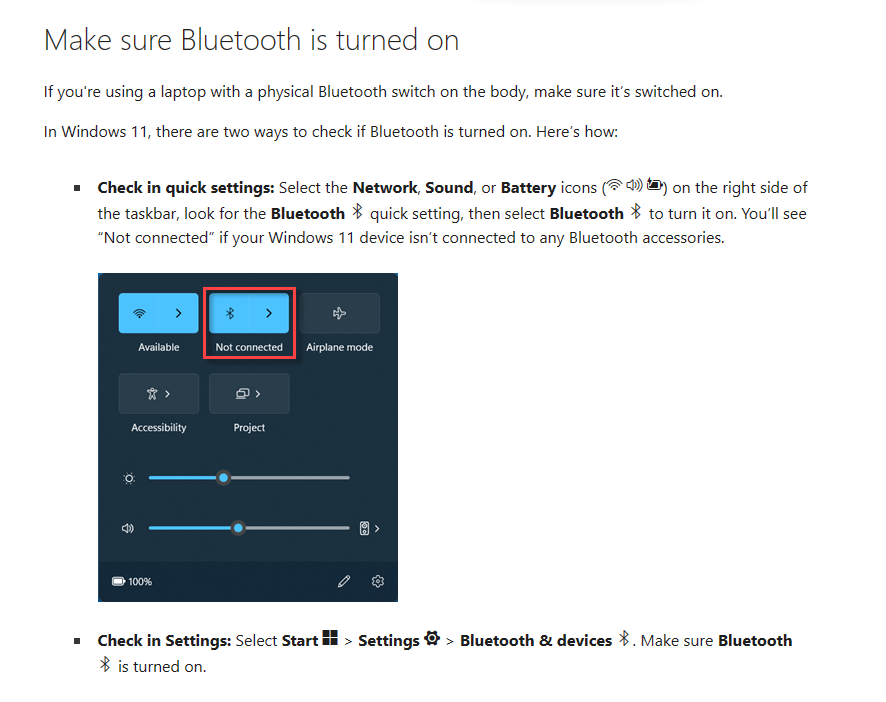 Make sure Bluetooth is turned on
If you're using a laptop with a physical Bluetooth switch on the body, make sure it's switched on.
In Windows 11, there are two ways to check if Bluetooth is turned on. Here's how:
Check in quick settings: Select the Network, Sound, or Battery icons ( ) on the right side of
the taskbar, look for the Bluetooth quick setting, then select Bluetooth to turn it on. You'll see
“Not connected” if your Windows 11 device isn't connected to any Bluetooth accessories.
Available Not connected Airplane mode
Accessibility Project
100%
Check in Settings: Select Start > Settings > Bluetooth & devices . Make sure Bluetooth
is turned on.